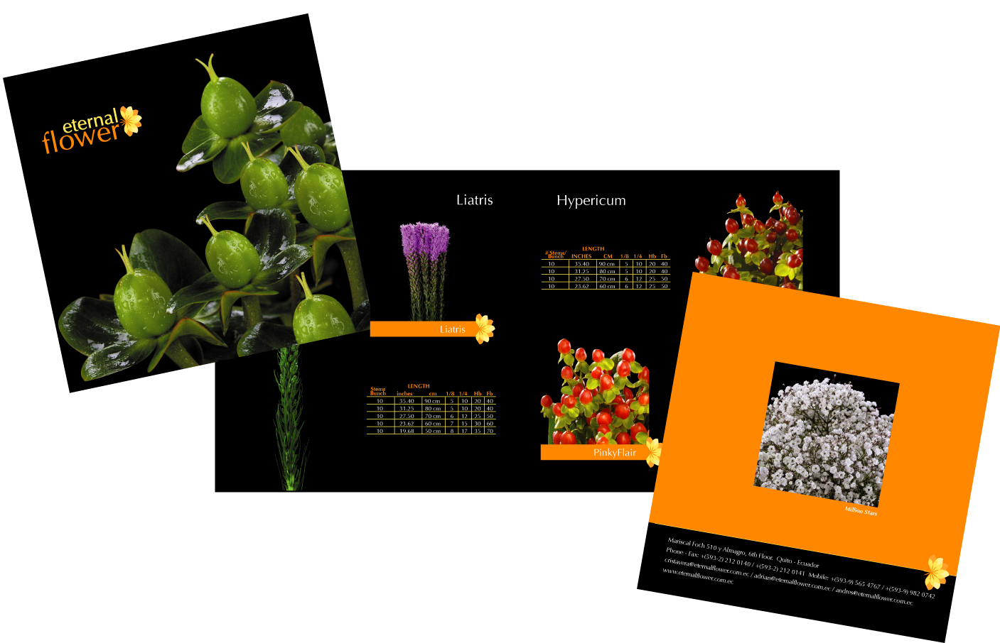 eternal
flower
Liatris
Liatris
Stems
Bunch
LENGTH
inches cm 1/8 1/4 Hb Fb
10 35.40 90 cm 5 10 20 40
10 31.25 80 cm 5 10 20 40
10 27.50 70 cm 6 12 25 50
10 23.62 60 cm 7 15 30 60
10 19.68 50 cm 8 17 35 70
Hypericum
# Stems/
Bunch
LENGTH
INCHES CM 1/8 1/4 Hb Fb
10 35.40 90 cm 5 10 20 40
10 31.25 80 cm 5 10 20 40
10 27.50 70 cm 6 12 25 50
10 23.62 60 cm 6 12 25 50
PinkyFlair
Million Stars
Mariscal Foch 510 y Almagro, 6th Floor. Quito - Ecuador
Phone - Fax: +(593-2) 212 0140 / +(593-2) 212 0141 Mobile: +(593-9) 565 4767 / +(593-9) 982 0742
cristavera@eternalflower.com.ec / adrian@eternalflower.com.ec / andres@eternalflower.com.ec
www.eternalflower.com.ec